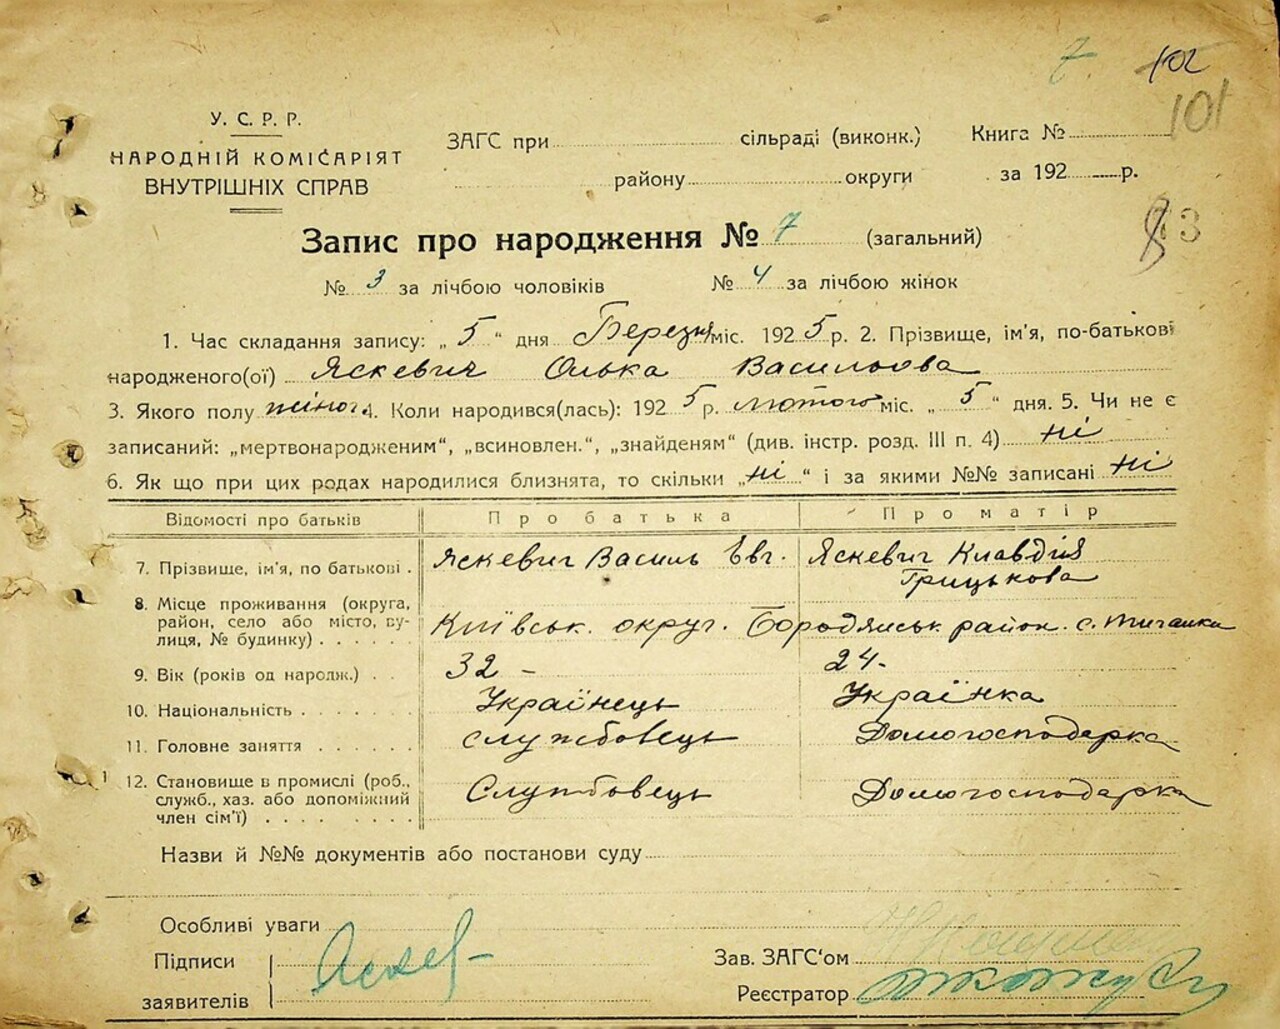 7 102
101
У. С. Р. Р.
НАРОДНІЙ КОМІСАРІЯТ
ВНУТРІШНІХ СПРАВ
ЗАГС при сільраді (виконк.) Книга №
району округи за 192 р.
83
Запис про народження № 7 (загальний)
№ 3 за лічбою чоловіків № 4 за лічбою жінок
1. Час складання запису: „ 5 “ дня Березня міс. 1925 р. 2. Прізвище, ім'я, по-батькові
народженого(ої) Яскевич Олька Васильова
3. Якого полу жіноч. 4. Коли народився(лась): 1925 р. лютого міс. „ 5 “ дня. 5. Чи не є
записаний: „мертвонародженим“, „всиновлен.“, „знайденям“ (див. інстр. розд. III п. 4) ні
6. Як що при цих родах народилися близнята, то скільки „ні“ і за якими №№ записані ні
Відомості про батьків Про батька Про матір
7. Прізвище, ім'я, по батькові . Яскевич Василь Євг. Яскевич Клавдія
Грицькова
8. Місце проживання (округа,
район, село або місто, ву-
лиця, № будинку) . . . . . Київськ. округ. Бородянськ район. с.
9. Вік (років од народж.) . . 32 – 24-
10. Національність . . . . . . Українець Українка
11. Головне заняття . . . . . . службовець Домогосподарка
12. Становище в промислі (роб.,
служб., хаз. або допоміжний
член сім'ї) . . . . . . . . Службовець Домогосподарка
Назви й №№ документів або постанови суду
Особливі уваги
Підписи Зав. ЗАГС'ом
заявителів Реєстратор